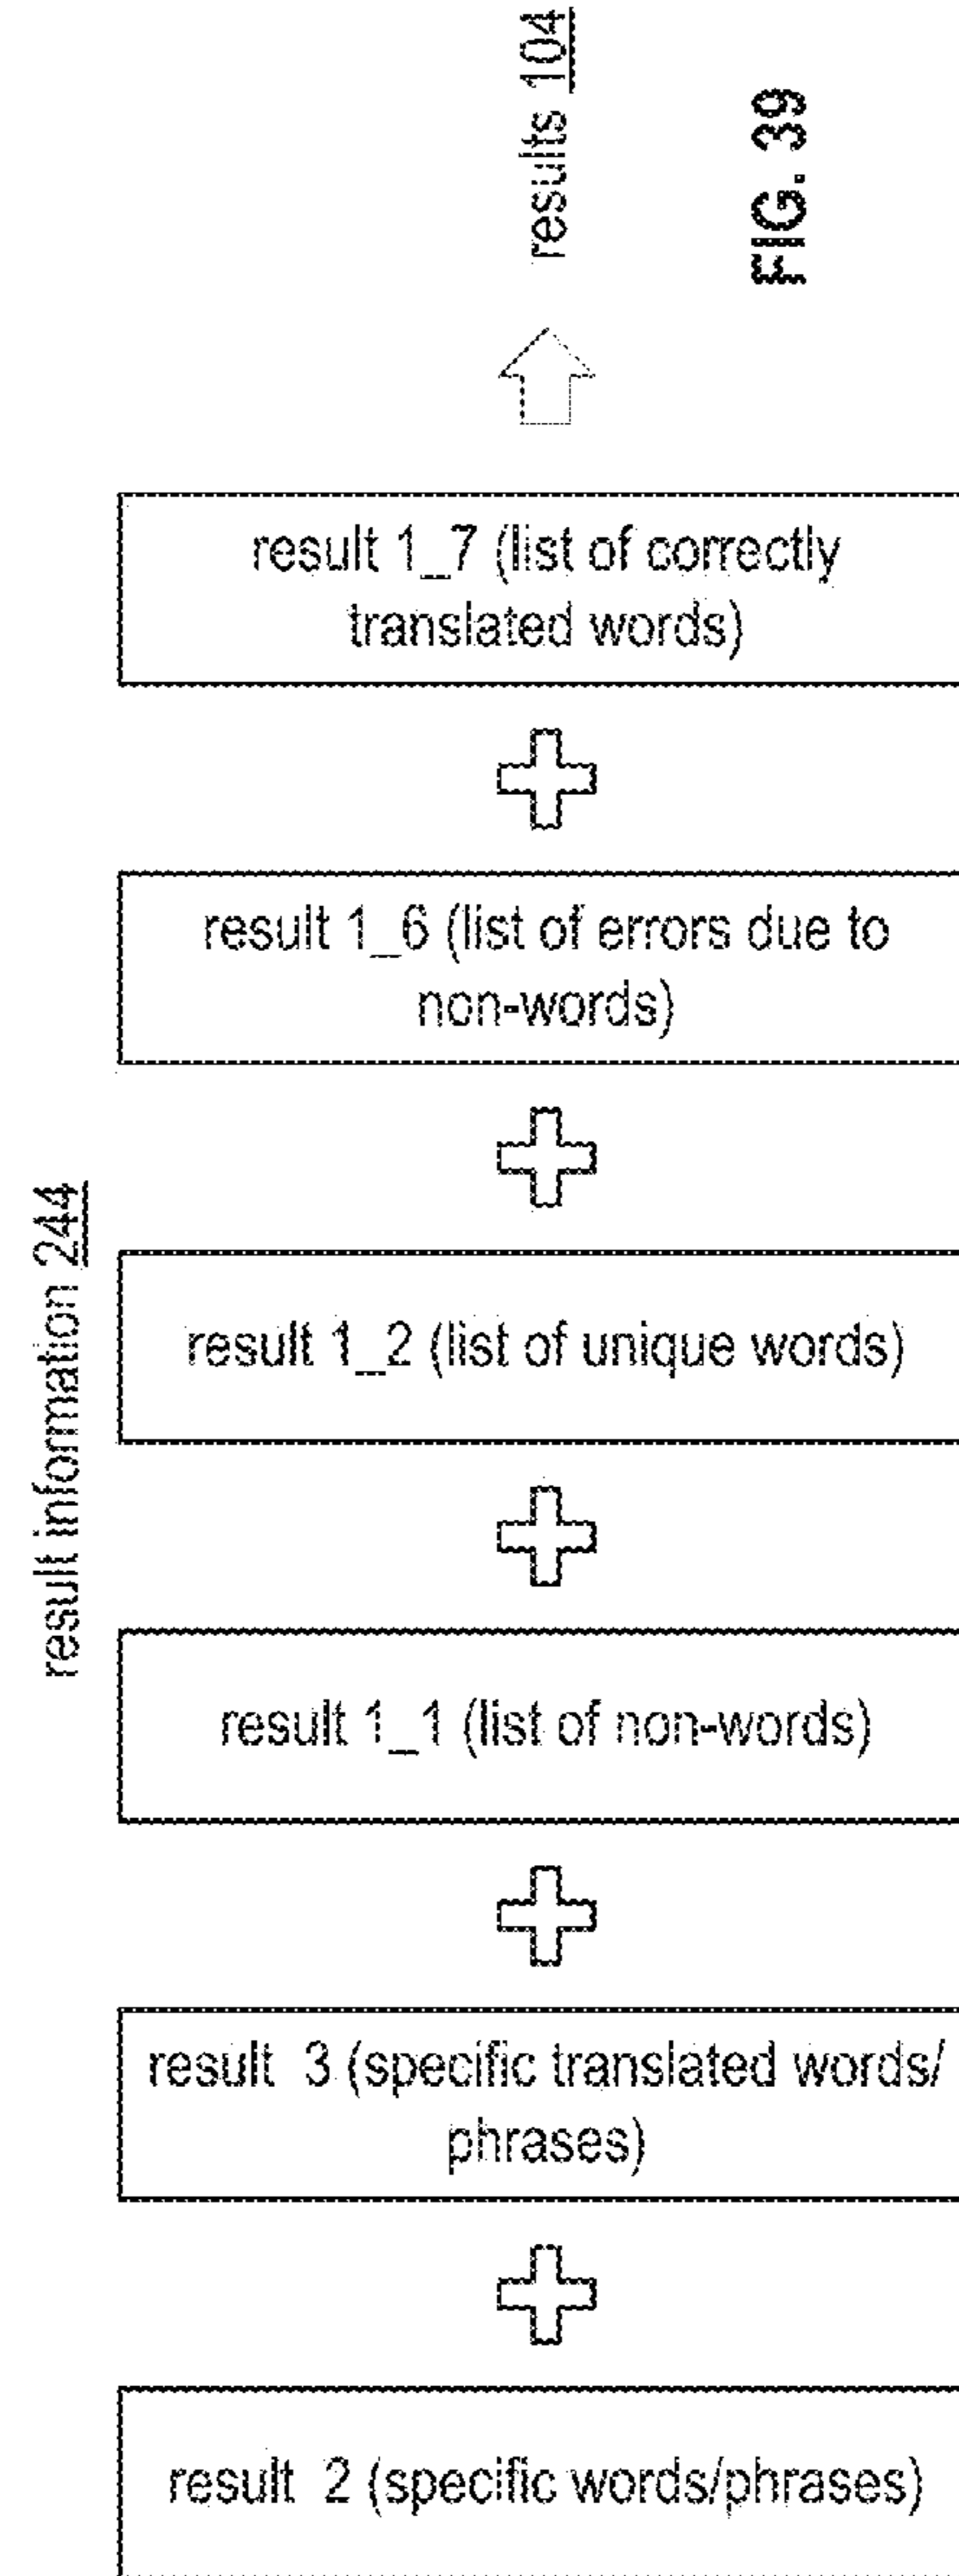 result information 244
results 104
FIG. 39
result 1_7 (list of correctly
translated words)
result 1_6 (list of errors due to
non-words)
result 1_2 (list of unique words)
result 1_1 (list of non-words)
result 3 (specific translated words/
phrases)
result 2 (specific words/phrases)